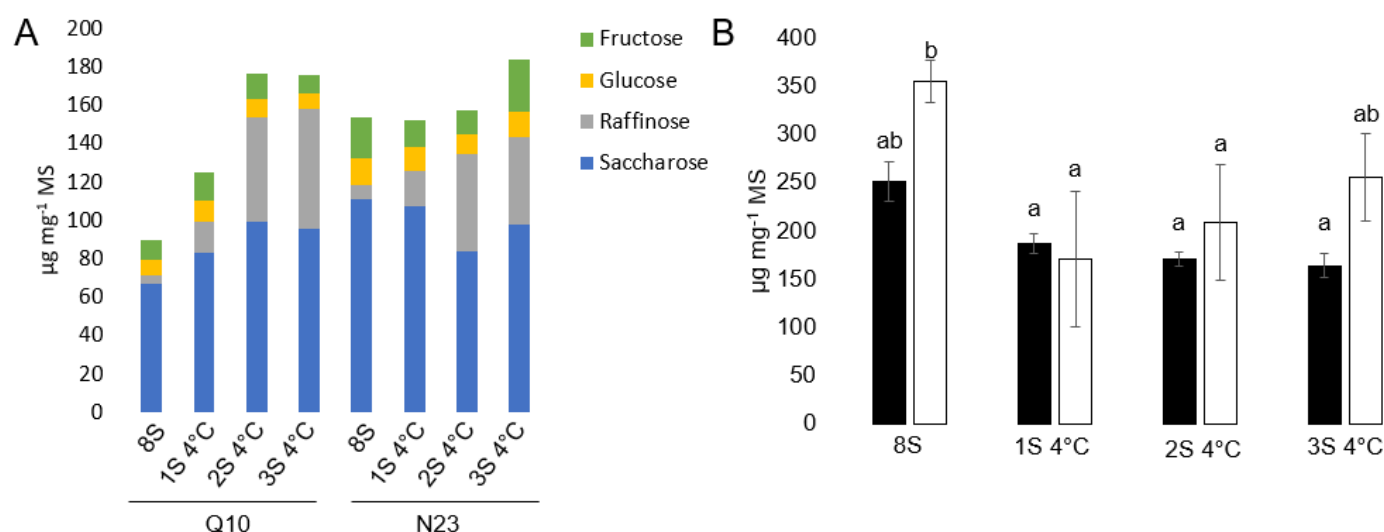 A
µg mg⁻¹ MS
200
180
160
140
120
100
80
60
40
20
0
Fructose
Glucose
Raffinose
Saccharose
8S
1S 4°C
2S 4°C
3S 4°C
8S
1S 4°C
2S 4°C
3S 4°C
Q10
N23
B
µg mg⁻¹ MS
400
350
300
250
200
150
100
50
0
ab
b
a
a
a
a
a
ab
8S
1S 4°C
2S 4°C
3S 4°C